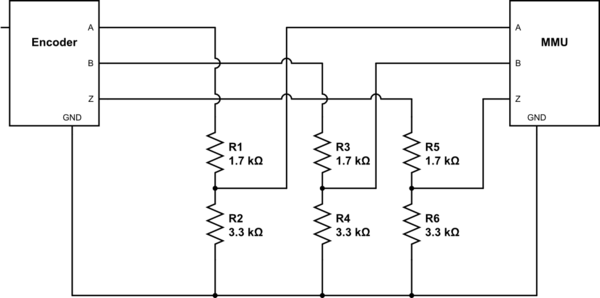 Encoder
A
B
Z
GND
A
B
Z
GND
MMU
R1
1.7 kΩ
R3
1.7 kΩ
R5
1.7 kΩ
R2
3.3 kΩ
R4
3.3 kΩ
R6
3.3 kΩ